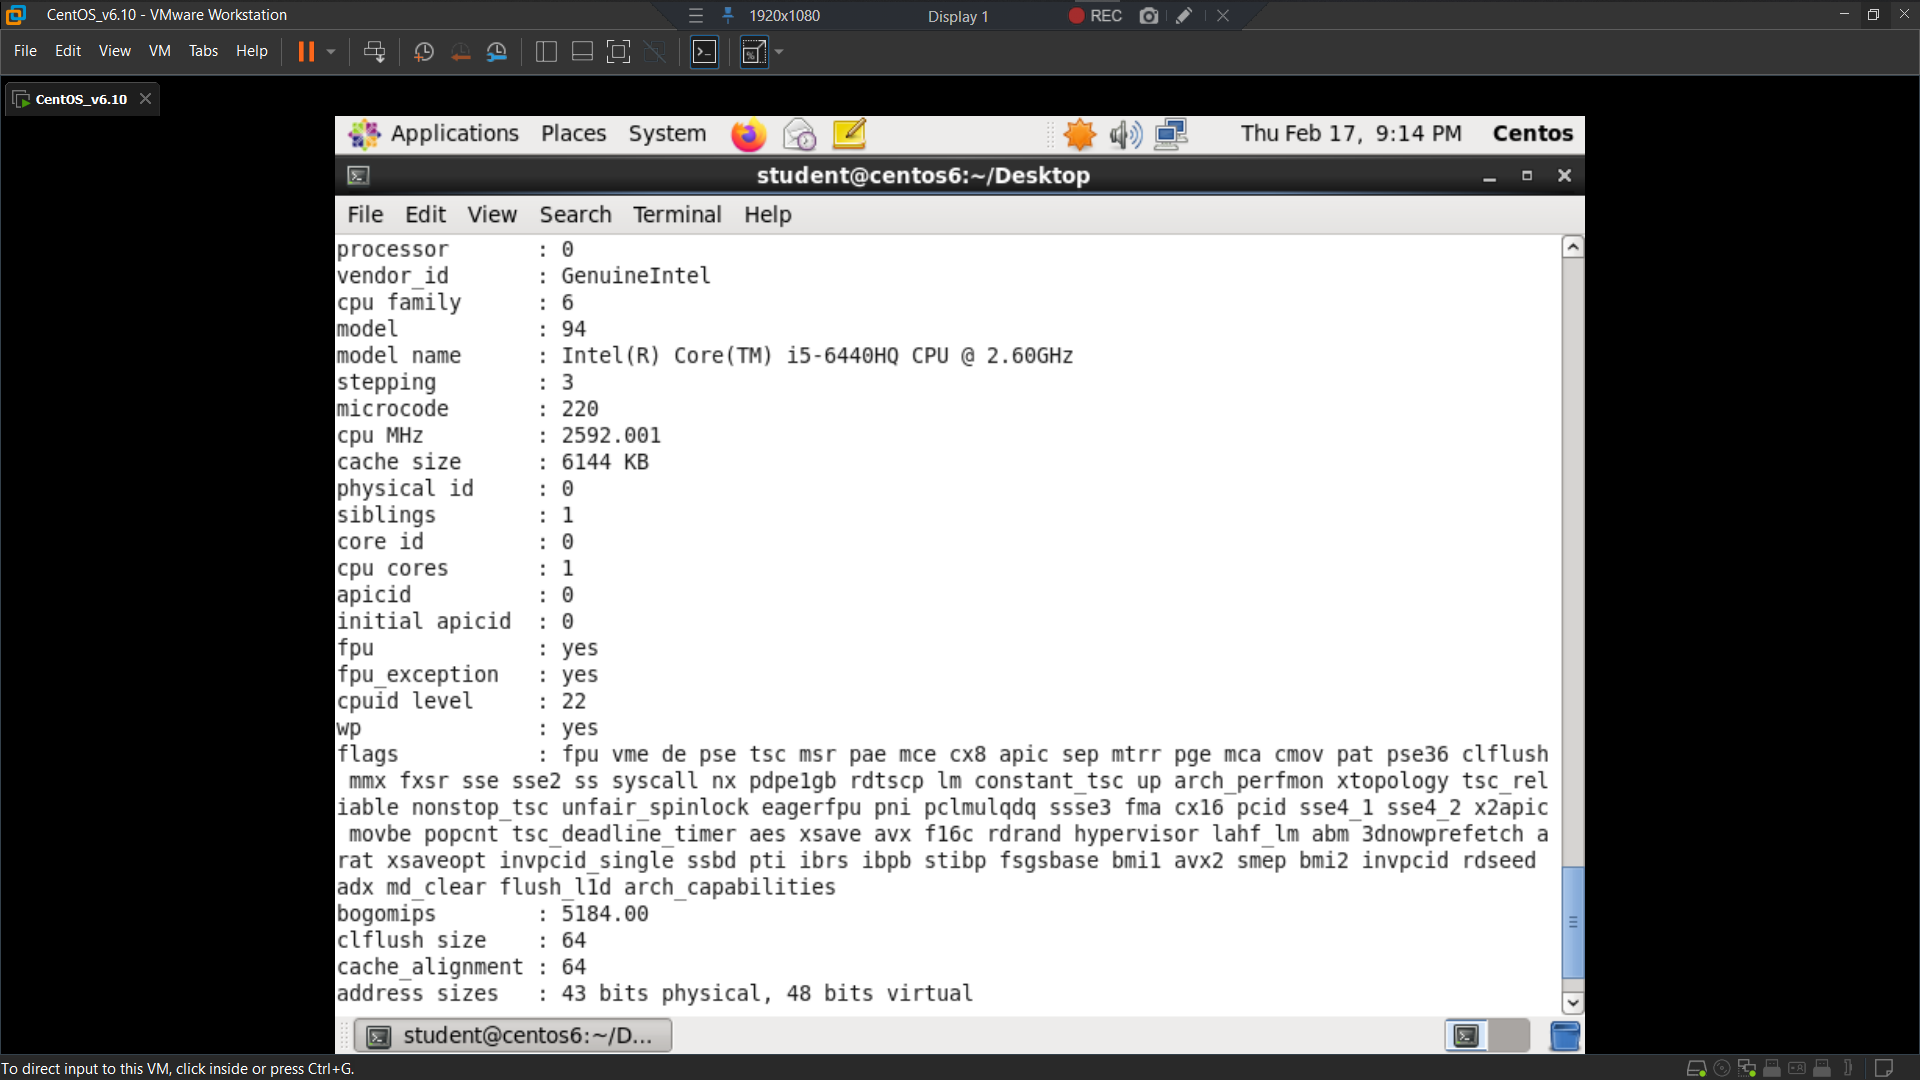 CentOS_v6.10 - VMware Workstation
1920x1080 Display 1 REC
File Edit View VM Tabs Help
CentOS_v6.10
Applications Places System Thu Feb 17, 9:14 PM Centos
student@centos6:~/Desktop
File Edit View Search Terminal Help
processor : 0
vendor_id : GenuineIntel
cpu family : 6
model : 94
model name : Intel(R) Core(TM) i5-6440HQ CPU @ 2.60GHz
stepping : 3
microcode : 220
cpu MHz : 2592.001
cache size : 6144 KB
physical id : 0
siblings : 1
core id : 0
cpu cores : 1
apicid : 0
initial apicid : 0
fpu : yes
fpu_exception : yes
cpuid level : 22
wp : yes
flags : fpu vme de pse tsc msr pae mce cx8 apic sep mtrr pge mca cmov pat pse36 clflush
mmx fxsr sse sse2 ss syscall nx pdpe1gb rdtscp lm constant_tsc up arch_perfmon xtopology tsc_rel
iable nonstop_tsc unfair_spinlock eagerfpu pni pclmulqdq ssse3 fma cx16 pcid sse4_1 sse4_2 x2apic
movbe popcnt tsc_deadline_timer aes xsave avx f16c rdrand hypervisor lahf_lm abm 3dnowprefetch a
rat xsaveopt invpcid_single ssbd pti ibrs ibpb stibp fsgsbase bmi1 avx2 smep bmi2 invpcid rdseed
adx md_clear flush_l1d arch_capabilities
bogomips : 5184.00
clflush size : 64
cache_alignment : 64
address sizes : 43 bits physical, 48 bits virtual
student@centos6:~/D...
To direct input to this VM, click inside or press Ctrl+G.